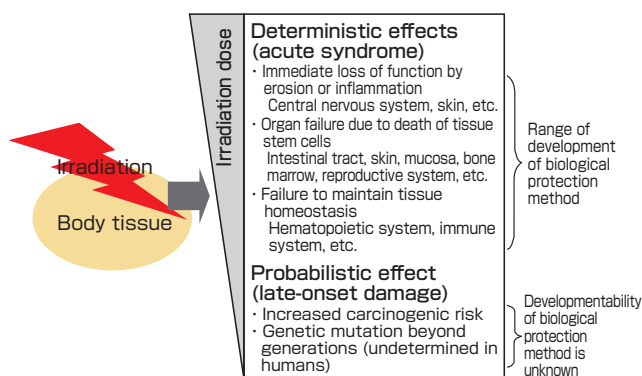 Irradiation
Body tissue
Irradiation dose
Deterministic effects
(acute syndrome)
・Immediate loss of function by
erosion or inflammation
Central nervous system, skin, etc.
・Organ failure due to death of tissue
stem cells
Intestinal tract, skin, mucosa, bone
marrow, reproductive system, etc.
・Failure to maintain tissue
homeostasis
Hematopoietic system, immune
system, etc.
Probabilistic effect
(late-onset damage)
・Increased carcinogenic risk
・Genetic mutation beyond
generations (undetermined in
humans)
Range of
development
of biological
protection
method
Developmentability
of biological
protection
method is
unknown